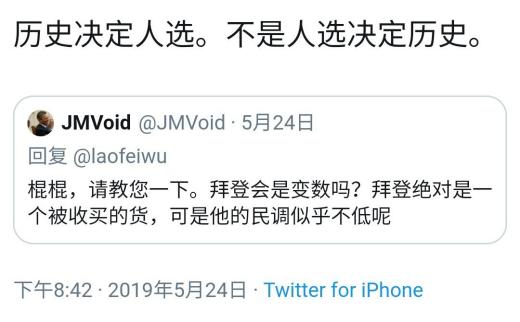 历史决定人选。不是人选决定历史。
JMVoid @JMVoid · 5月24日
回复 @laofeiwu
棍棍，请教您一下。拜登会是变数吗？拜登绝对是一
个被收买的货，可是他的民调似乎不低呢
下午8:42 · 2019年5月24日 · Twitter for iPhone